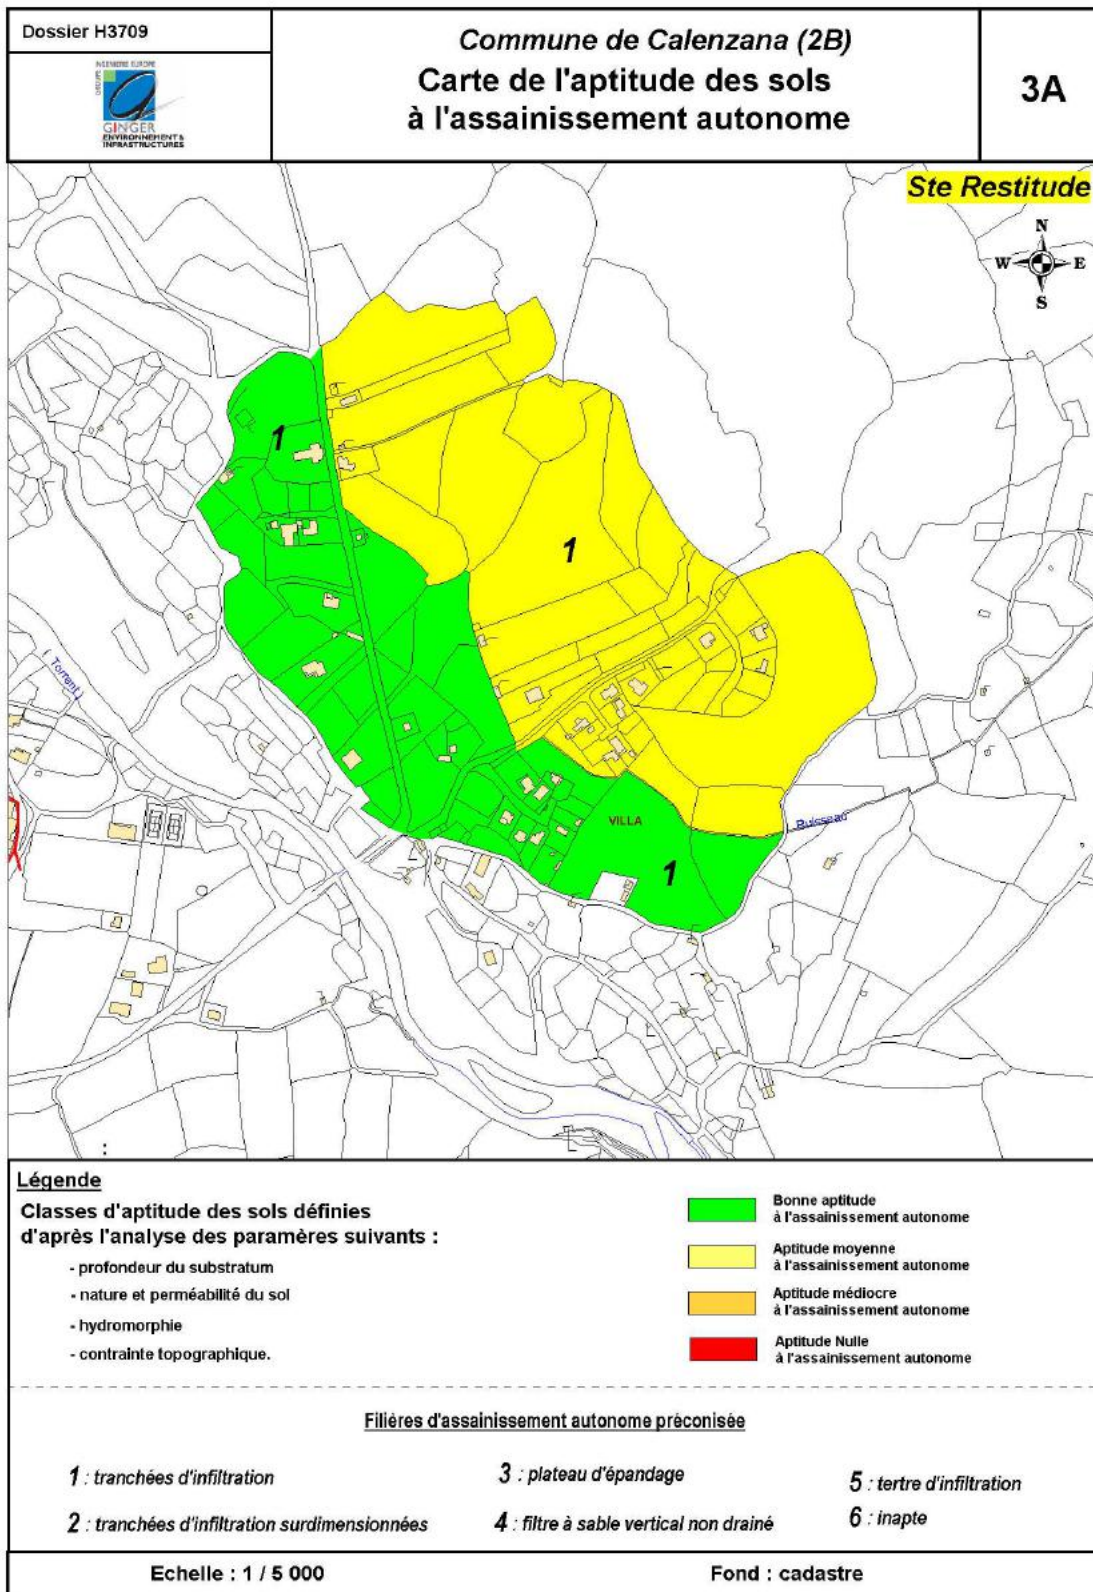 Dossier H3709
INGENIERIE EUROPE
GROUPE
GINGER
ENVIRONNEMENT &
INFRASTRUCTURES
Commune de Calenzana (2B)
Carte de l'aptitude des sols
à l'assainissement autonome
3A
Ste Restitude
N
W E
S
1
1
( Torrent )
VILLA
Ruisseau
1
:
Légende
Classes d'aptitude des sols définies
d'après l'analyse des paramères suivants :
- profondeur du substratum
- nature et perméabilité du sol
- hydromorphie
- contrainte topographique.
Bonne aptitude
à l'assainissement autonome
Aptitude moyenne
à l'assainissement autonome
Aptitude médiocre
à l'assainissement autonome
Aptitude Nulle
à l'assainissement autonome
Filières d'assainissement autonome préconisée
1 : tranchées d'infiltration
2 : tranchées d'infiltration surdimensionnées
3 : plateau d'épandage
4 : filtre à sable vertical non drainé
5 : tertre d'infiltration
6 : inapte
Echelle : 1 / 5 000
Fond : cadastre